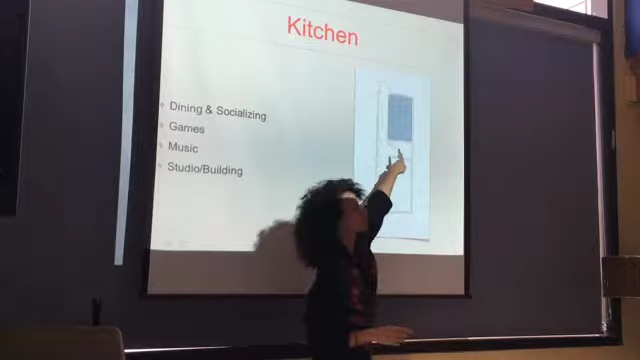 Kitchen
Dining & Socializing
Games
Music
Studio/Building